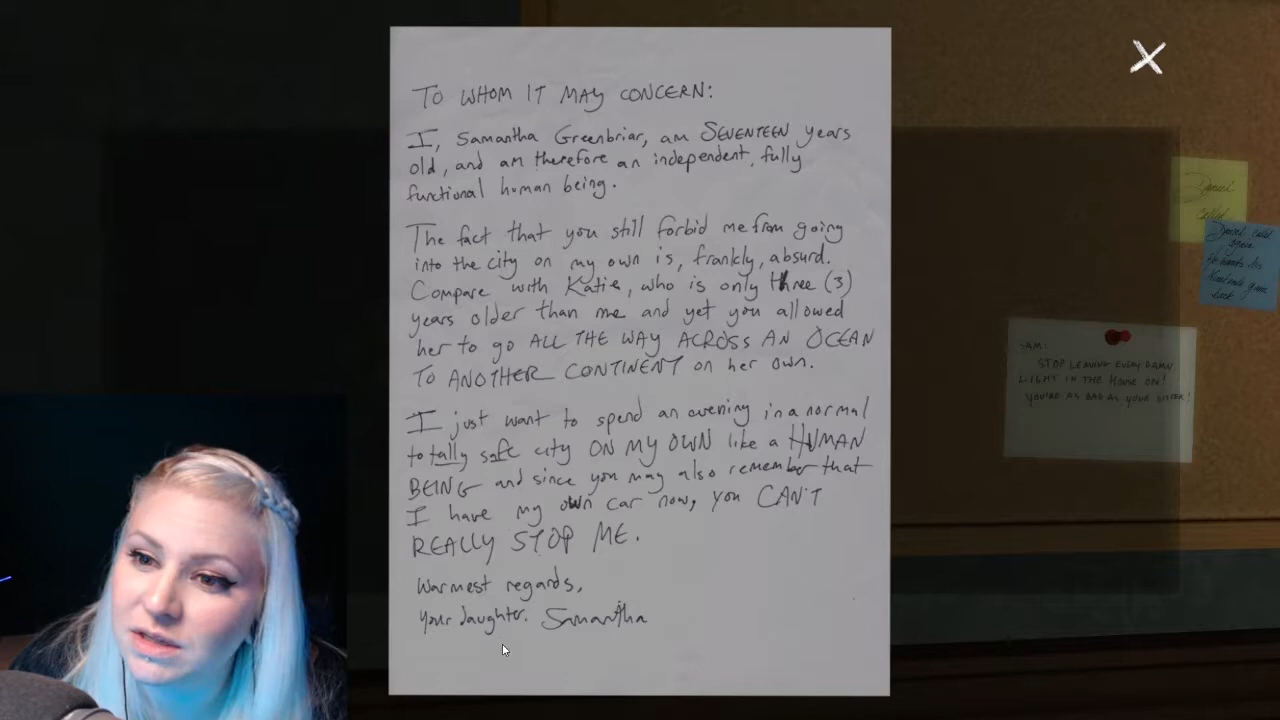 TO WHOM IT MAY CONCERN:
I, Samantha Greenbriar, am SEVENTEEN years
old, and am therefore an independent, fully
functional human being.
The fact that you still forbid me from going
into the city on my own is, frankly, absurd.
Compare with Katie, who is only three (3)
years older than me and yet you allowed
her to go ALL THE WAY ACROSS AN OCEAN
TO ANOTHER CONTINENT on her own.
I just want to spend an evening in a normal
totally safe city ON MY OWN like a HUMAN
BEING and since you may also remember that
I have my own car now, you CAN'T
REALLY STOP ME.
Warmest regards,
Your daughter. Samantha
Daniel
called
Daniel
SAM:
STOP LEAVING EVERY DAMN
LIGHT IN THE HOUSE ON!
YOU'RE AS BAD AS YOUR SISTER!